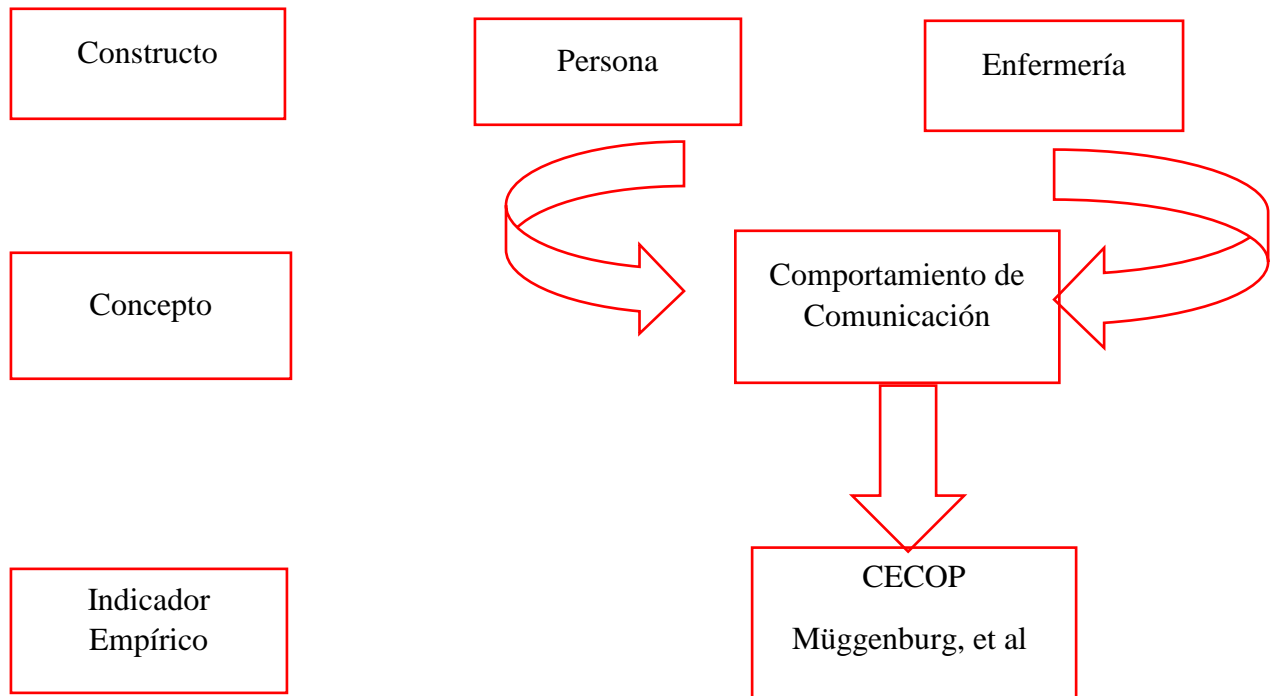 Constructo
Persona
Enfermería
Concepto
Comportamiento de
Comunicación
Indicador
Empírico
CECOP
Müggenburg, et al